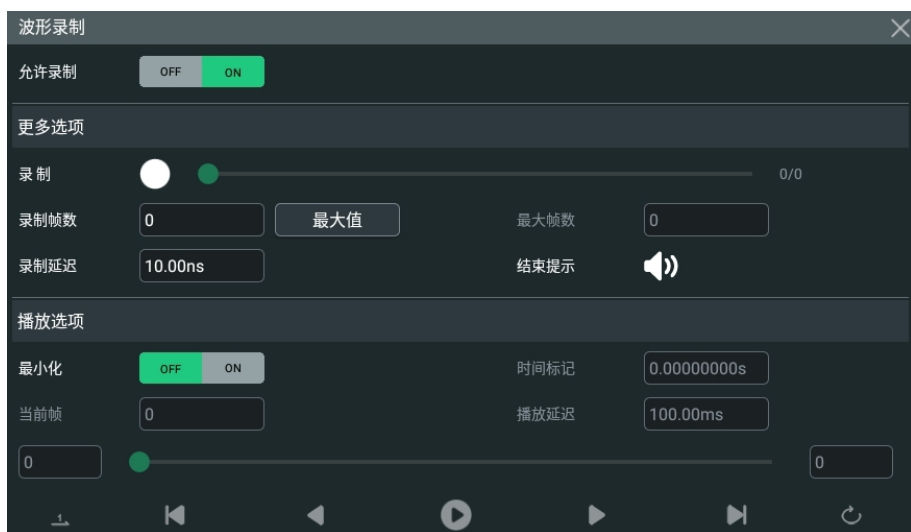 波形录制
允许录制 OFF ON
更多选项
录制 0/0
录制帧数 0 最大值 最大帧数 0
录制延迟 10.00ns 结束提示
播放选项
最小化 OFF ON 时间标记 0.00000000s
当前帧 0 播放延迟 100.00ms
0 0
1